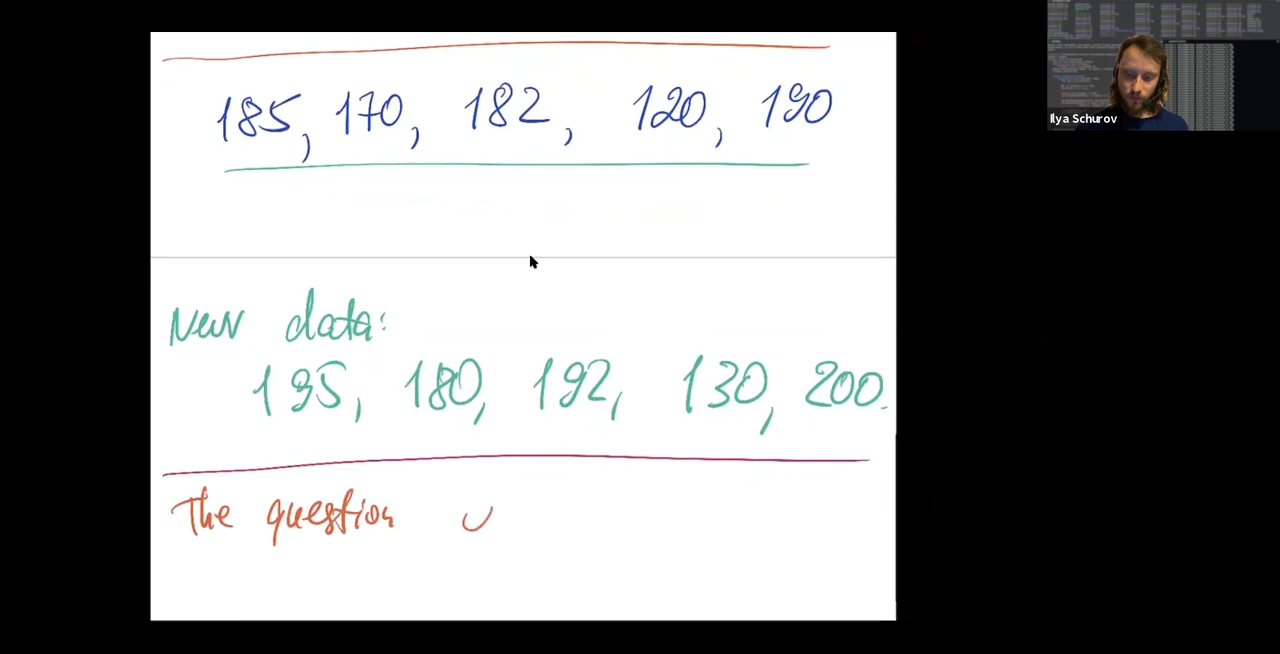 185, 170, 182, 120, 190
Ilya Schurov
New data:
195, 180, 192, 130, 200.
The question